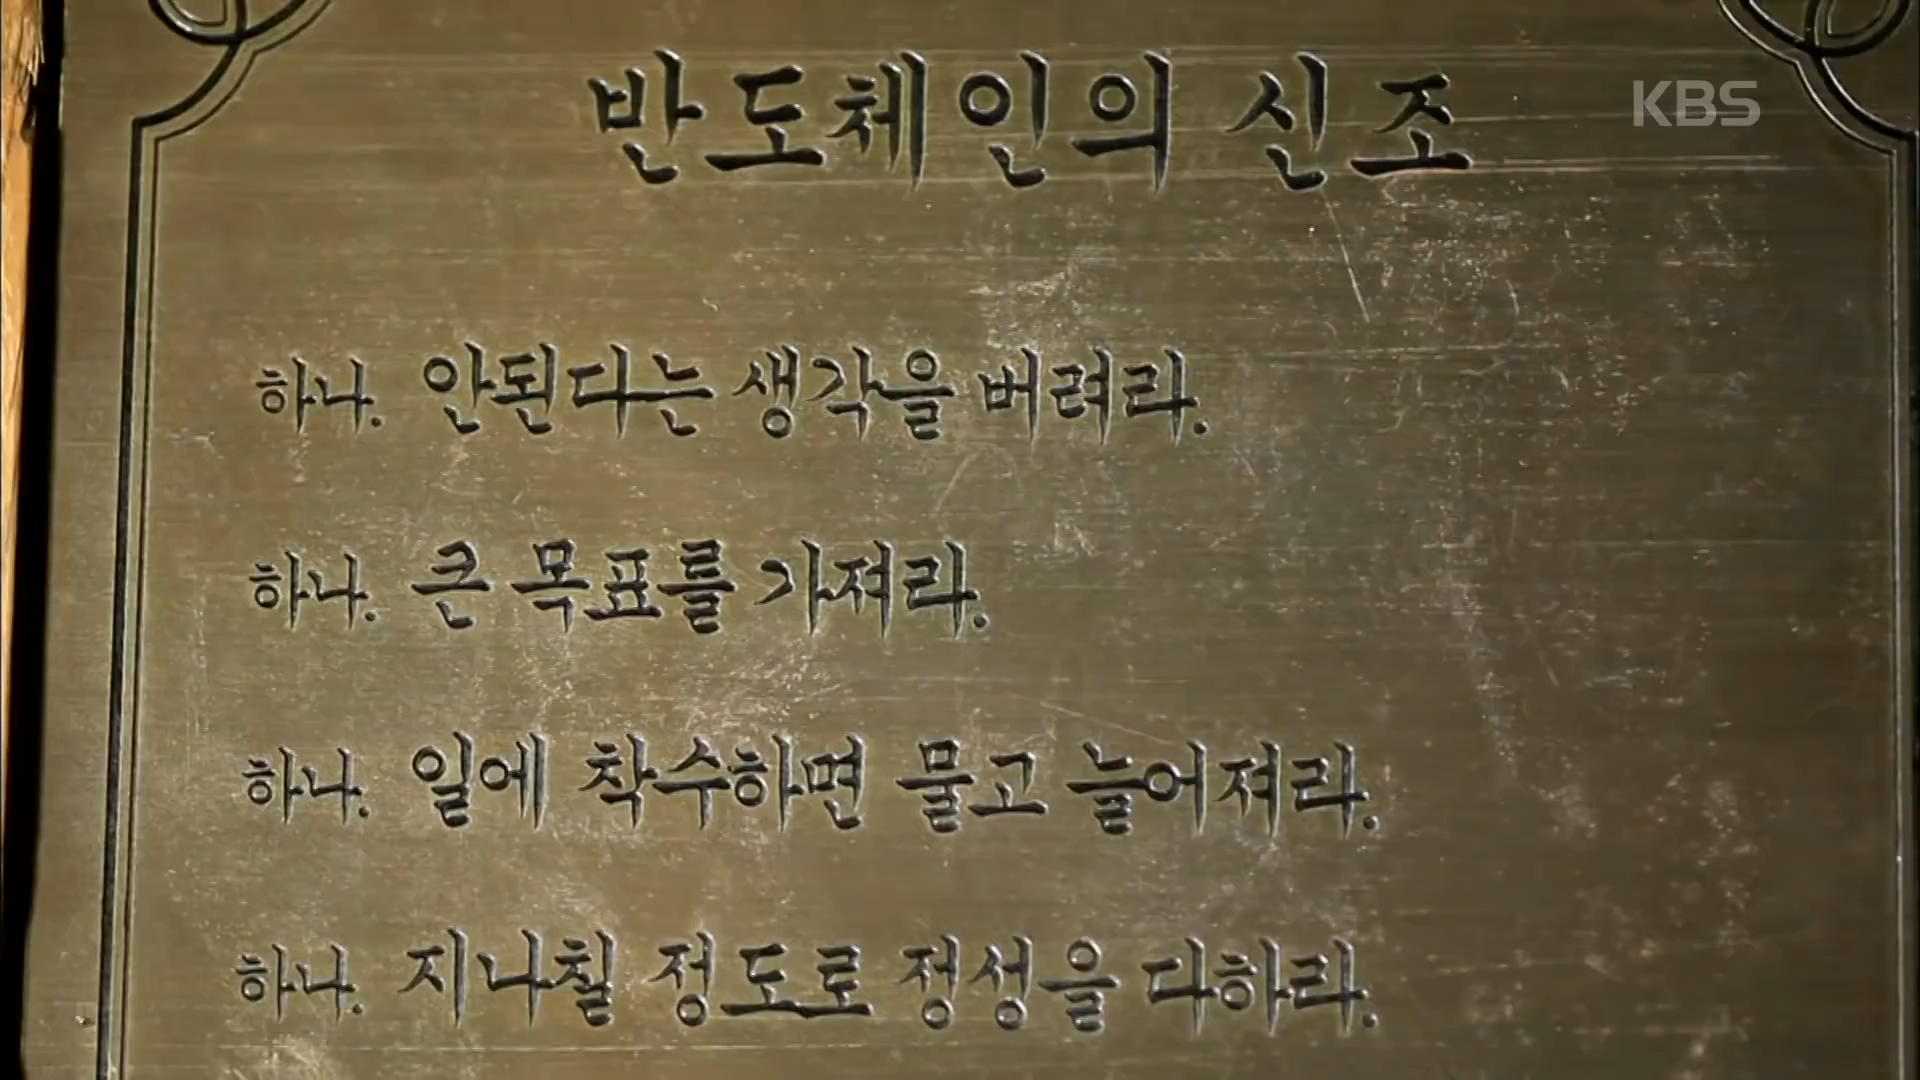 반도체인의 신조
KBS
하나. 안된다는 생각을 버려라.
하나. 큰 목표를 가져라.
하나. 일에 착수하면 물고 늘어져라.
하나. 지나칠 정도로 정성을 다하라.